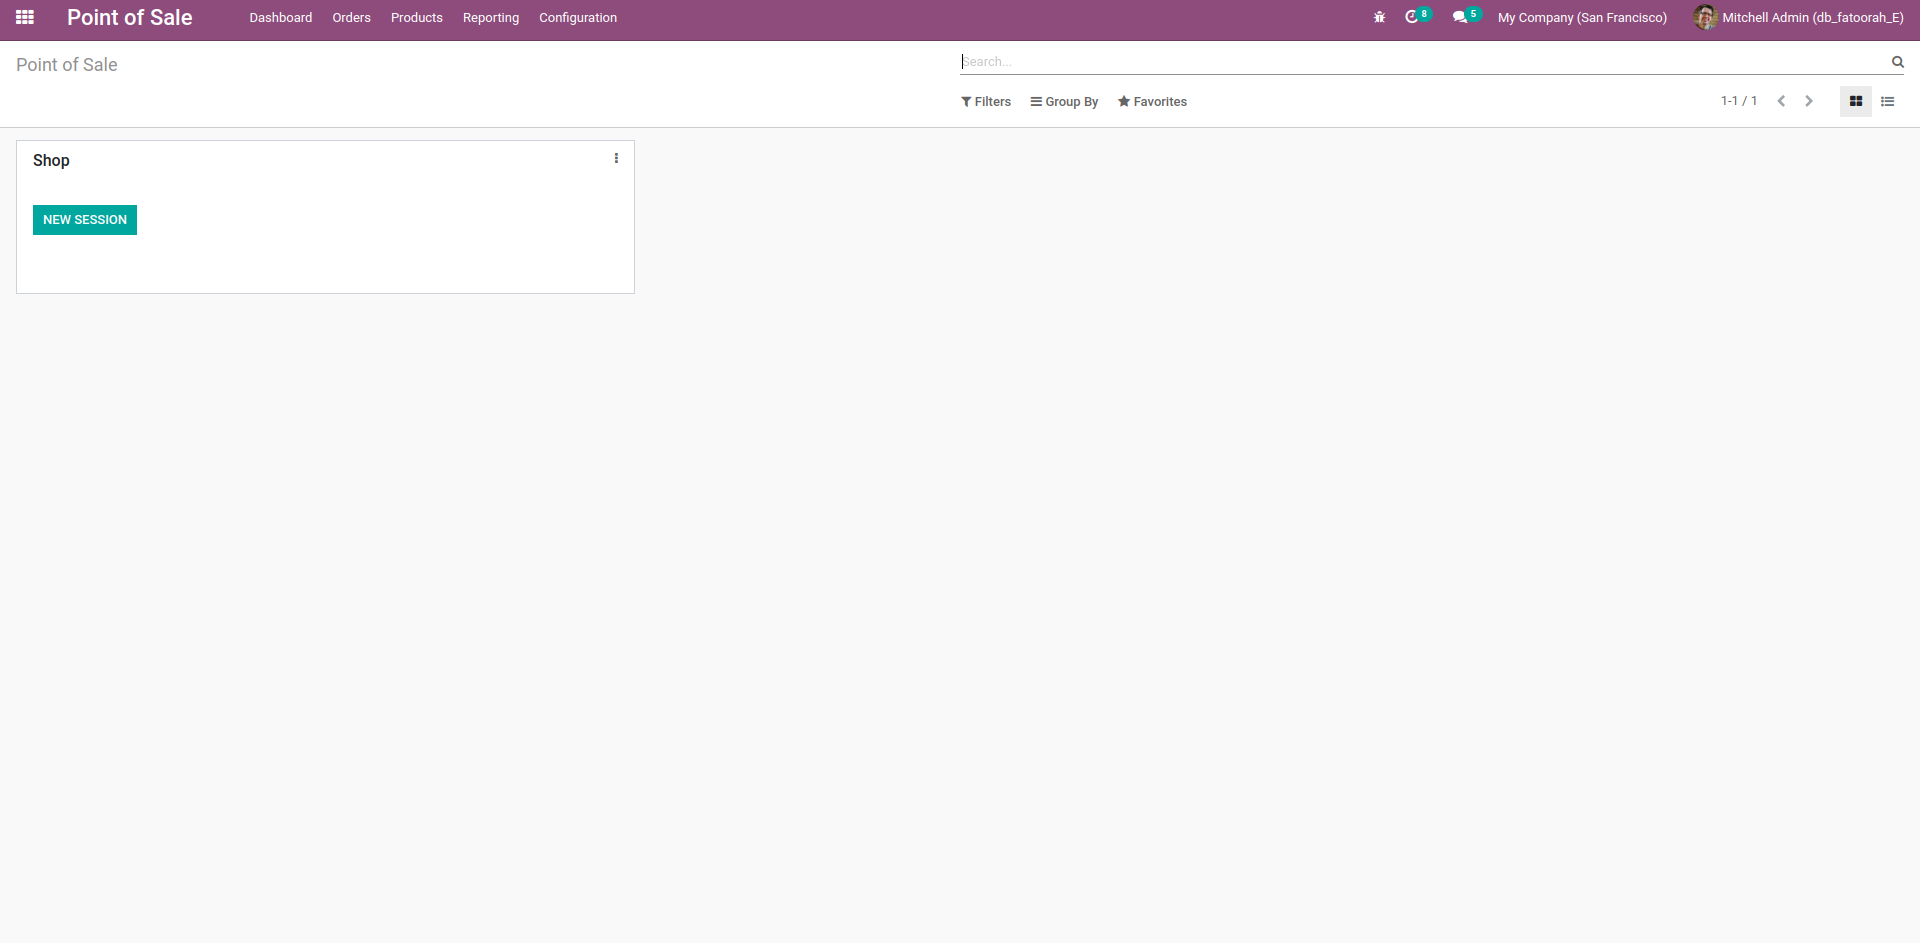 Point of Sale Dashboard Orders Products Reporting Configuration 8 5 My Company (San Francisco) Mitchell Admin (db_fatoorah_E)
Point of Sale Search...
Filters Group By Favorites 1-1 / 1
Shop
NEW SESSION